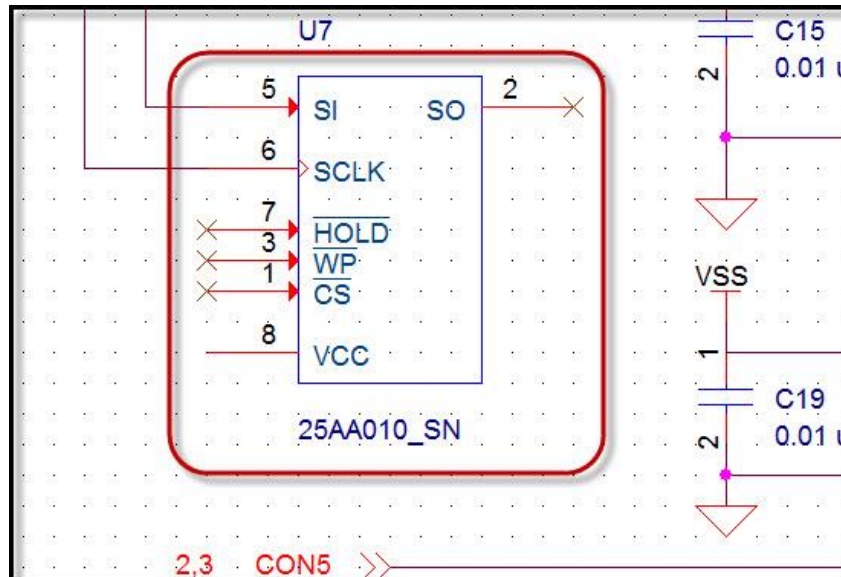 U7
C15
0.01 u
2
5
SI
SO
2
6
SCLK
7
HOLD
3
WP
1
CS
8
VCC
25AA010_SN
VSS
1
C19
0.01 u
2
2,3 CON5